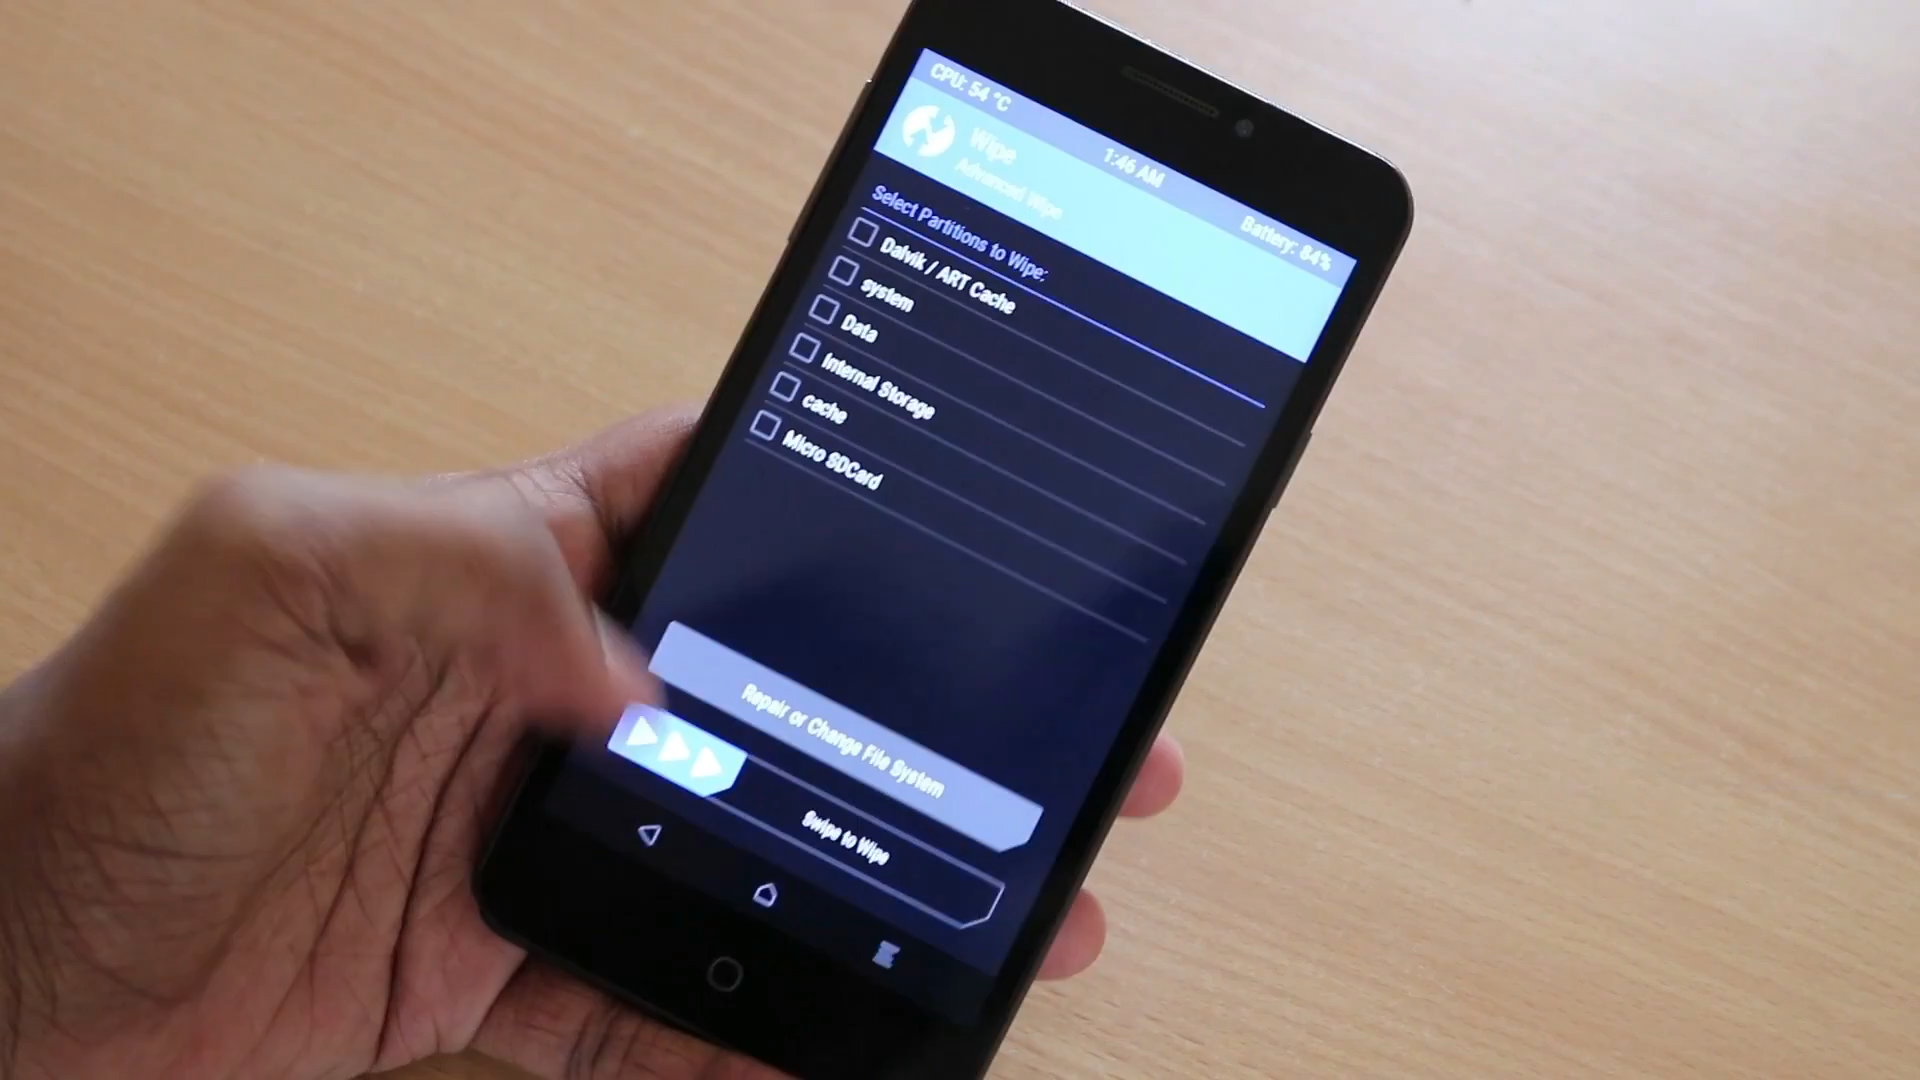 CPU: 54 °C
1:46 AM
Battery: 84%
Wipe
Advanced Wipe
Select Partitions to Wipe:
Dalvik / ART Cache
system
Data
Internal Storage
cache
Micro SDCard
Repair or Change File System
Swipe to Wipe